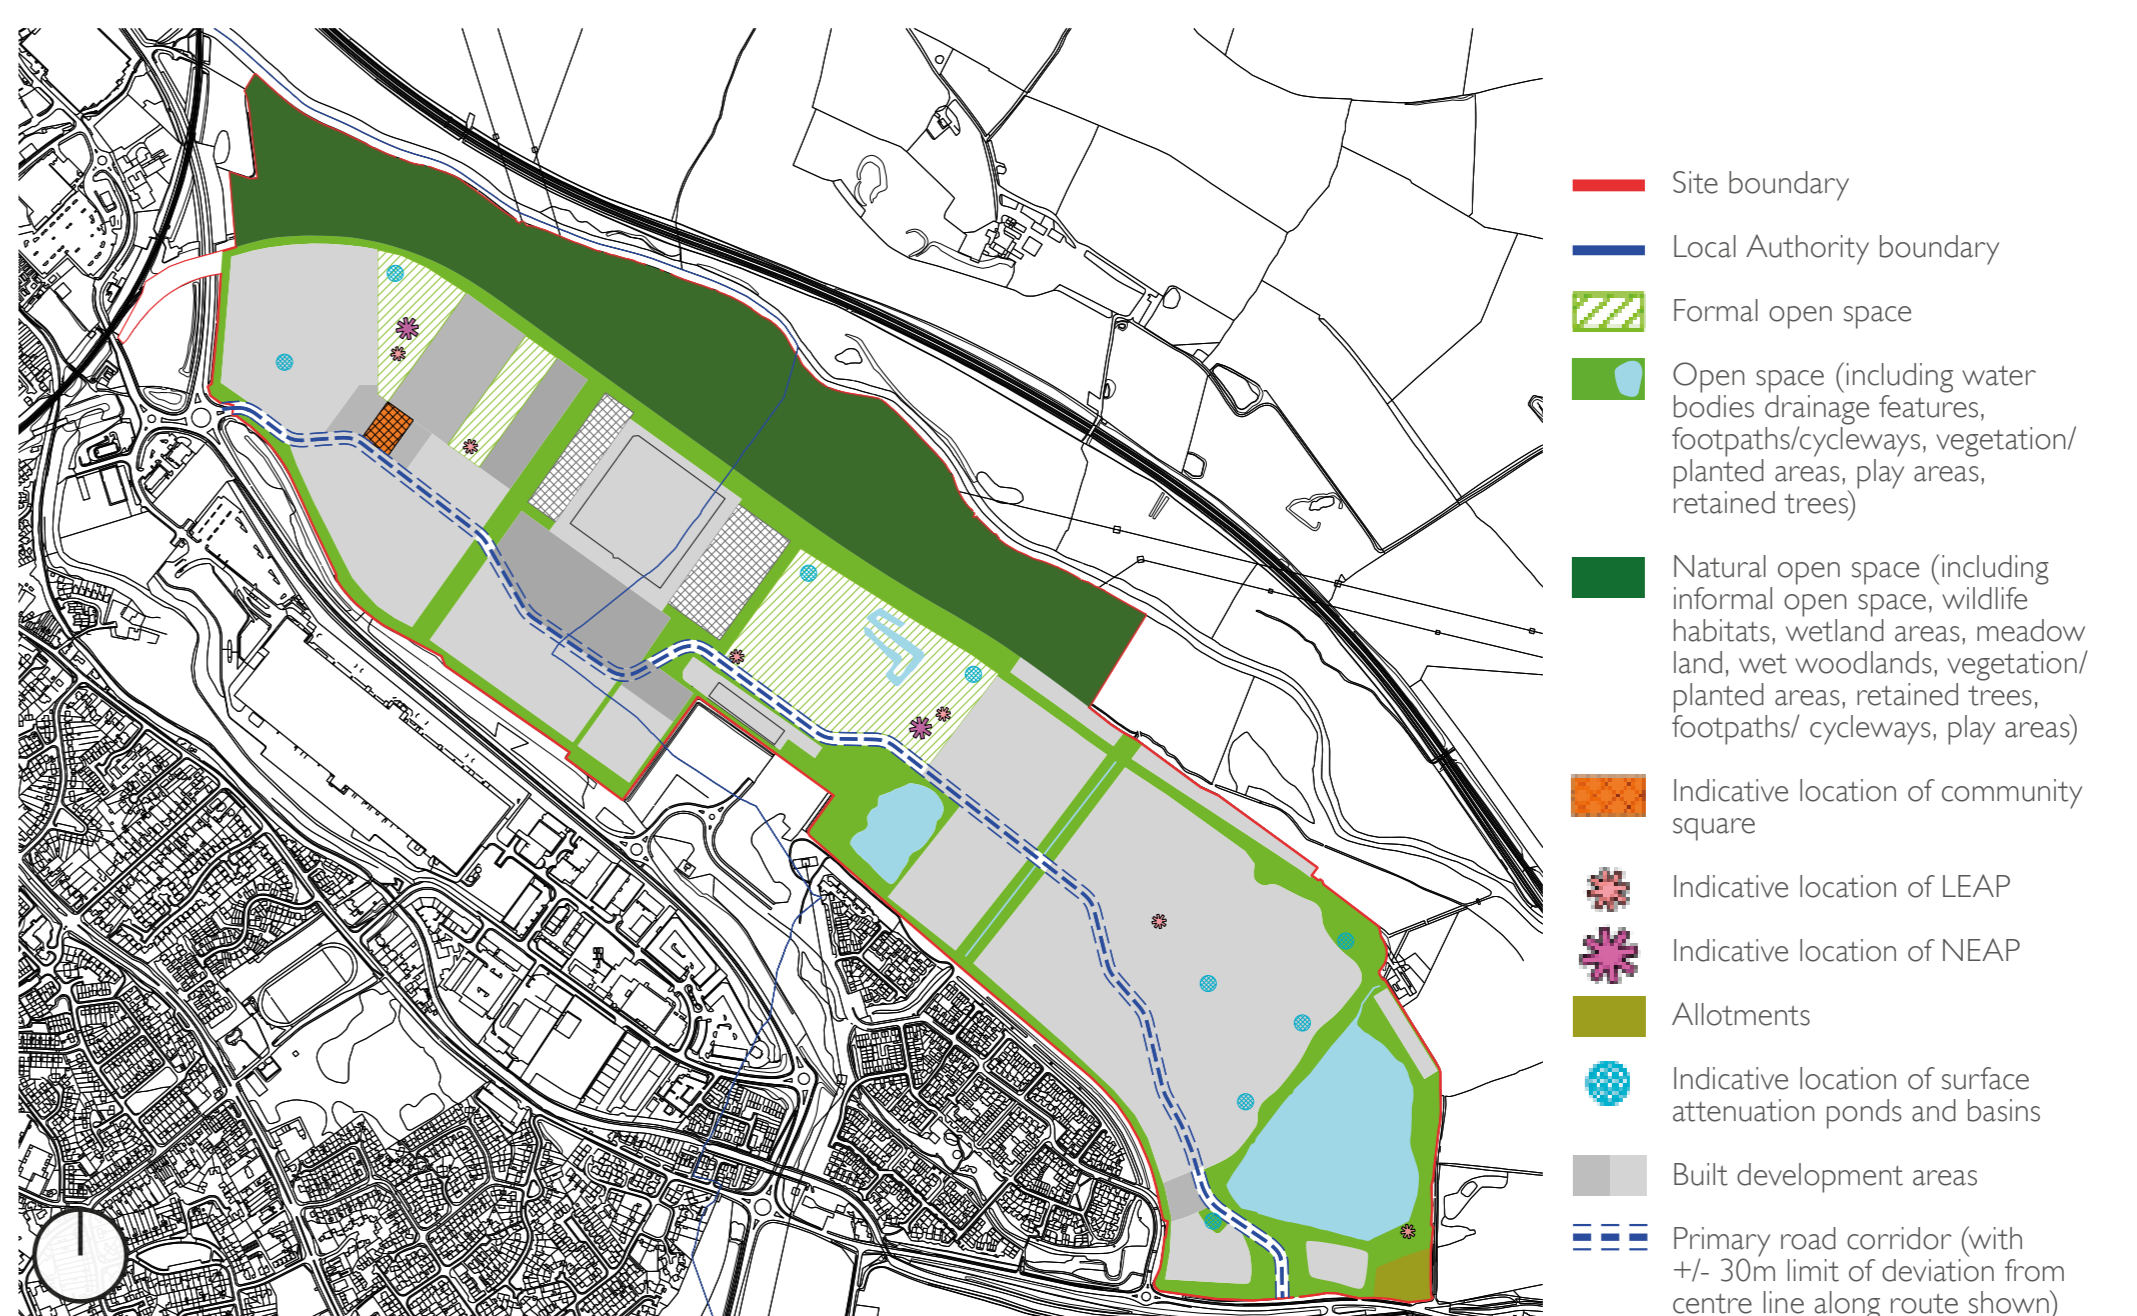 Site boundary
Local Authority boundary
Formal open space
Open space (including water
bodies drainage features,
footpaths/cycleways, vegetation/
planted areas, play areas,
retained trees)
Natural open space (including
informal open space, wildlife
habitats, wetland areas, meadow
land, wet woodlands, vegetation/
planted areas, retained trees,
footpaths/ cycleways, play areas)
Indicative location of community
square
Indicative location of LEAP
Indicative location of NEAP
Allotments
Indicative location of surface
attenuation ponds and basins
Built development areas
Primary road corridor (with
+/- 30m limit of deviation from
centre line along route shown)